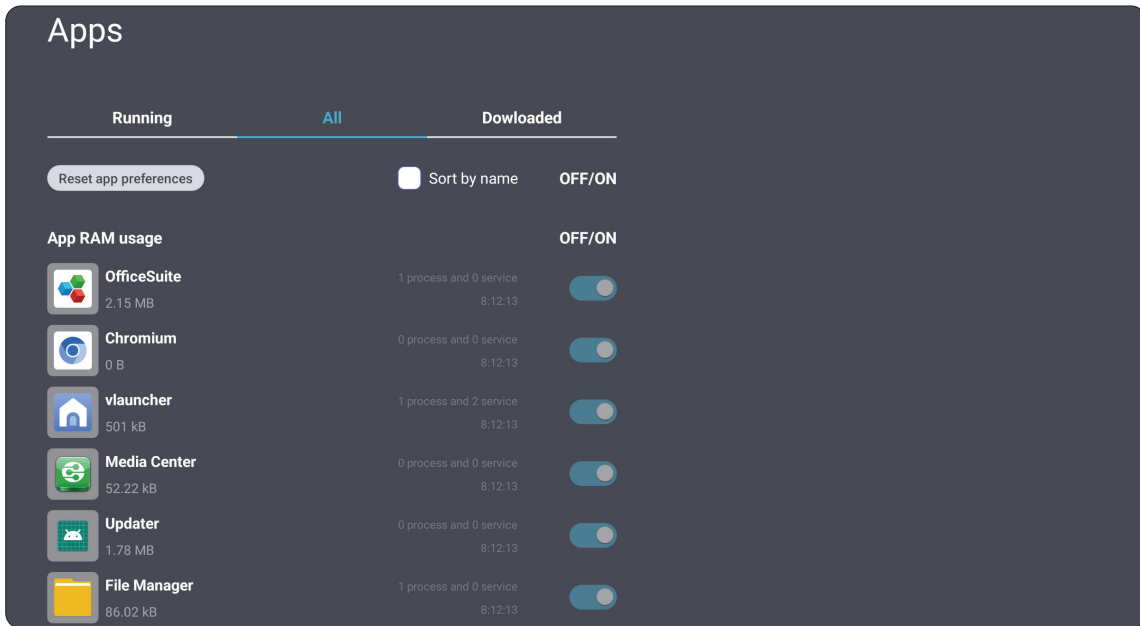 Apps
Running All Dowloaded
Reset app preferences Sort by name OFF/ON
App RAM usage OFF/ON
OfficeSuite 1 process and 0 service
2.15 MB 8:12:13
Chromium 0 process and 0 service
0 B 8:12:13
vlauncher 1 process and 2 service
501 kB 8:12:13
Media Center 0 process and 0 service
52.22 kB 8:12:13
Updater 0 process and 0 service
1.78 MB 8:12:13
File Manager 1 process and 0 service
86.02 kB 8:12:13